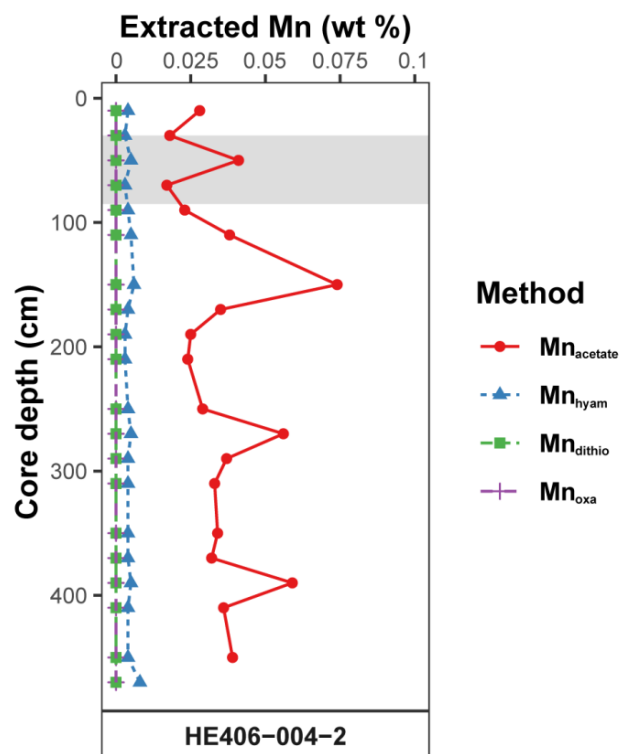 Extracted Mn (wt %)
0 0.025 0.05 0.075 0.1
Core depth (cm)
0
100
200
300
400
Method
Mnacetate
Mnhyam
Mndithio
Mnoxa
HE406−004−2